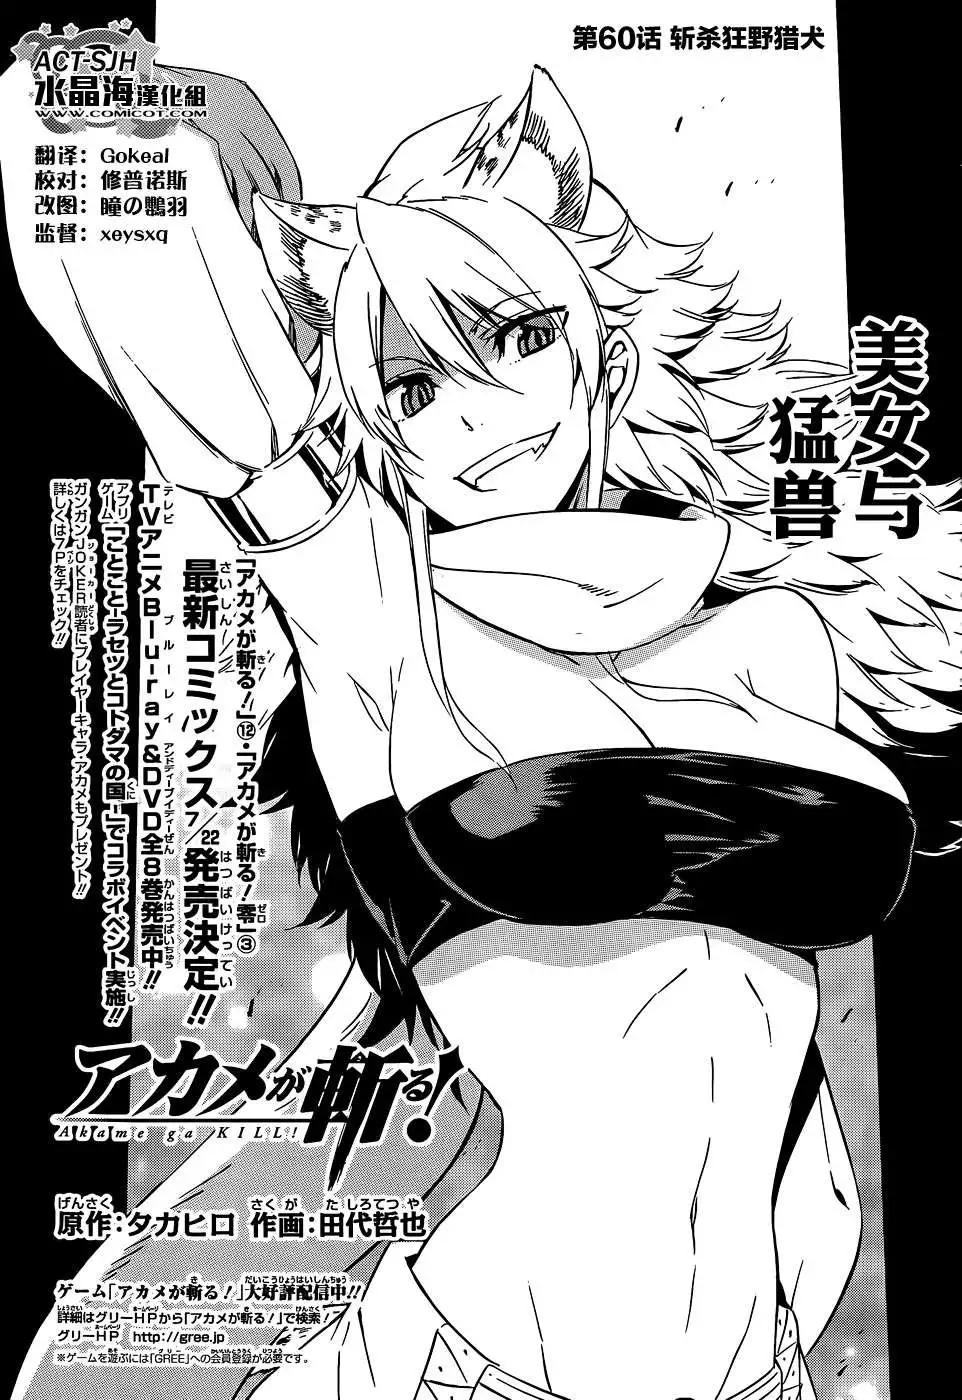 第60话 斩杀狂野猎犬
ACT-SJH
水晶海漢化組
WWW.COMICOT.COM
翻译: Gokeal
校对: 修普诺斯
改图: 瞳の鸚羽
监督: xeysxq
美女与
猛兽
「アカメが斬る!」⑫・「アカメが斬る! 零」③
最新コミックス7/22発売決定!!
TVアニメBlu-ray&DVD全8巻発売中!!
アプリゲーム「とことこ-ラセツとコトダマの国-」でコラボイベント実施!!
ガンガンJOKER読者にプレイヤーキャラ・アカメもプレゼント!!
詳しくは7Pをチェック!!
アカメが斬る!
Akame ga KILL!
原作:タカヒロ 作画:田代哲也
ゲーム「アカメが斬る!」大好評配信中!!
詳細はグリーHPから「アカメが斬る!」で検索!
グリーHP http://gree.jp
※ゲームを遊ぶには「GREE」への会員登録が必要です。